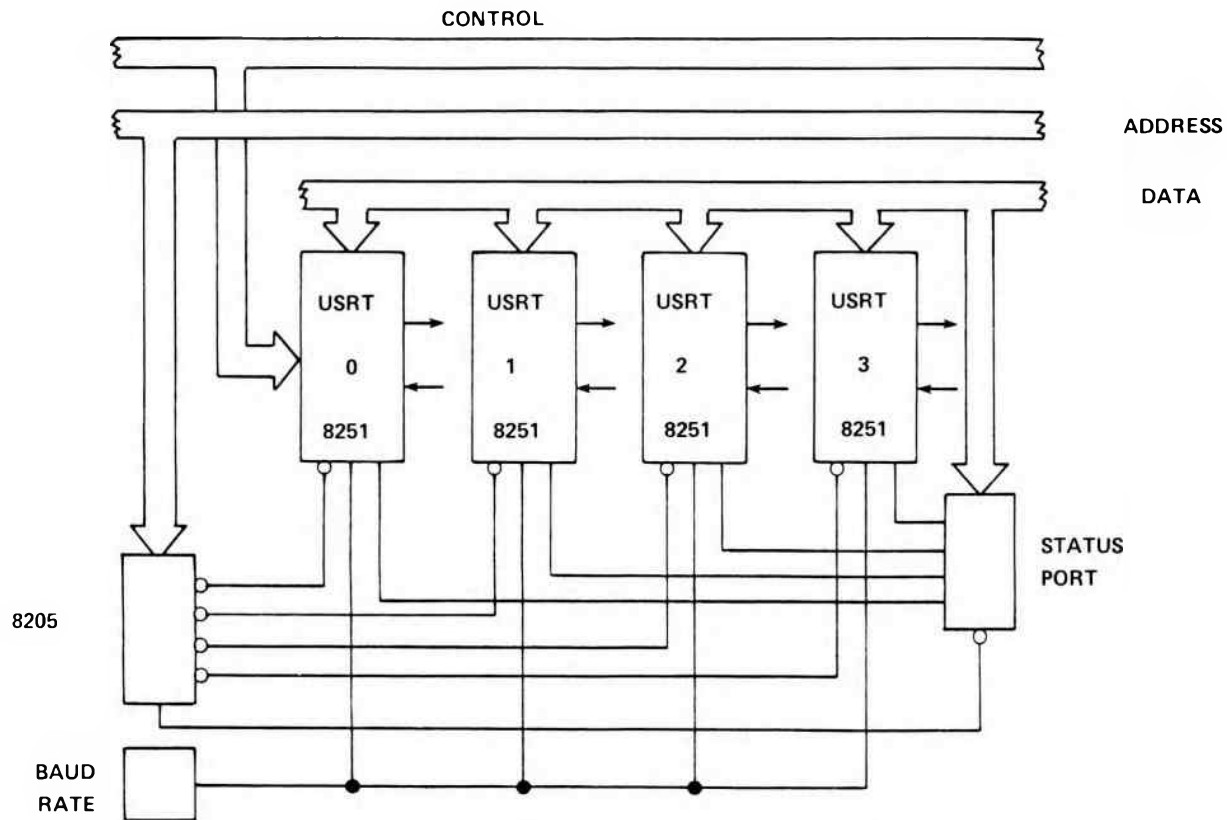 CONTROL
ADDRESS
DATA
USRT
0
8251
USRT
1
8251
USRT
2
8251
USRT
3
8251
STATUS
PORT
8205
BAUD
RATE